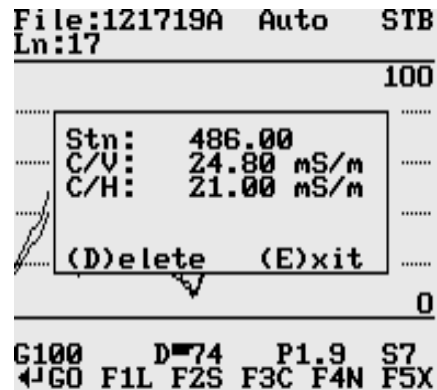 File:121719A Auto STB
Ln:17
100
Stn: 486.00
C/V: 24.80 mS/m
C/H: 21.00 mS/m
(D)elete (E)xit
0
G100 D 74 P1.9 S7
↵GO F1L F2S F3C F4N F5X